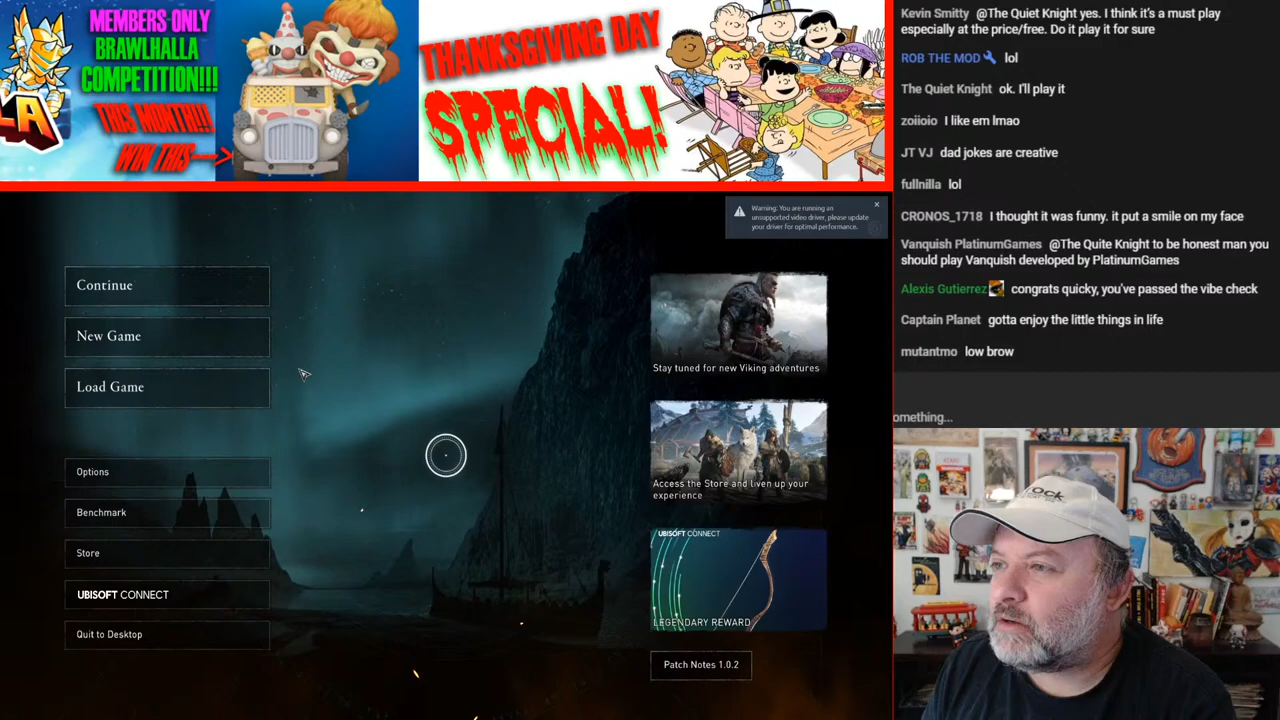 MEMBERS ONLY
BRAWLHALLA
COMPETITION!!!
THIS MONTH!!!
WIN THIS
LA
THANKSGIVING DAY
SPECIAL!
Warning: You are running an
unsupported video driver, please update
your driver for optimal performance.
Continue
New Game
Load Game
Options
Benchmark
Store
UBISOFT CONNECT
Quit to Desktop
Stay tuned for new Viking adventures
Access the Store and liven up your
experience
UBISOFT CONNECT
LEGENDARY REWARD
Patch Notes 1.0.2
Kevin Smitty @The Quiet Knight yes. I think it's a must play
especially at the price/free. Do it play it for sure
ROB THE MOD lol
The Quiet Knight ok. I'll play it
zoiioio I like em lmao
JT VJ dad jokes are creative
fullnilla lol
CRONOS_1718 I thought it was funny. it put a smile on my face
Vanquish PlatinumGames @The Quite Knight to be honest man you
should play Vanquish developed by PlatinumGames
Alexis Gutierrez congrats quicky, you've passed the vibe check
Captain Planet gotta enjoy the little things in life
mutantmo low brow
omething...